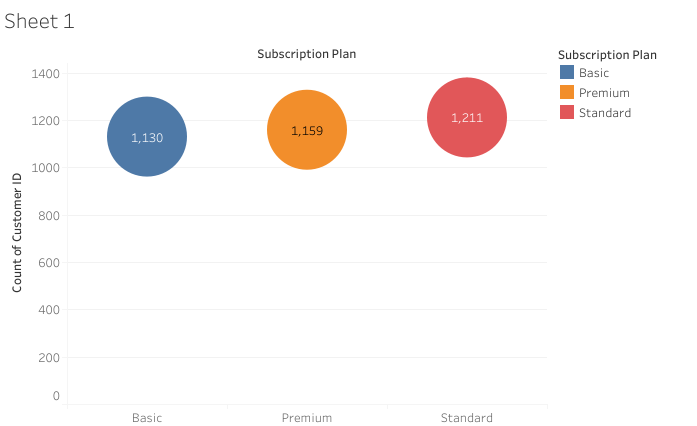 Sheet 1
Subscription Plan
Subscription Plan
Basic
Premium
Standard
Count of Customer ID
1400
1200
1000
800
600
400
200
0
1,130
1,159
1,211
Basic
Premium
Standard